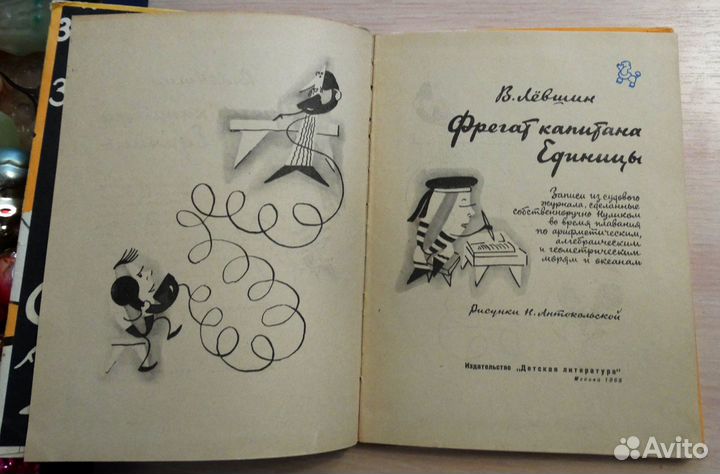 В. Лёвшин
Фрегат капитана
Единицы
Записи из судового
журнала, сделанные
собственноручно Нуликом
во время плавания
по арифметическим,
алгебраическим
и геометрическим
морям и океанам
Рисунки Н. Антокольской
Издательство „Детская литература"
Москва 1968
Avito